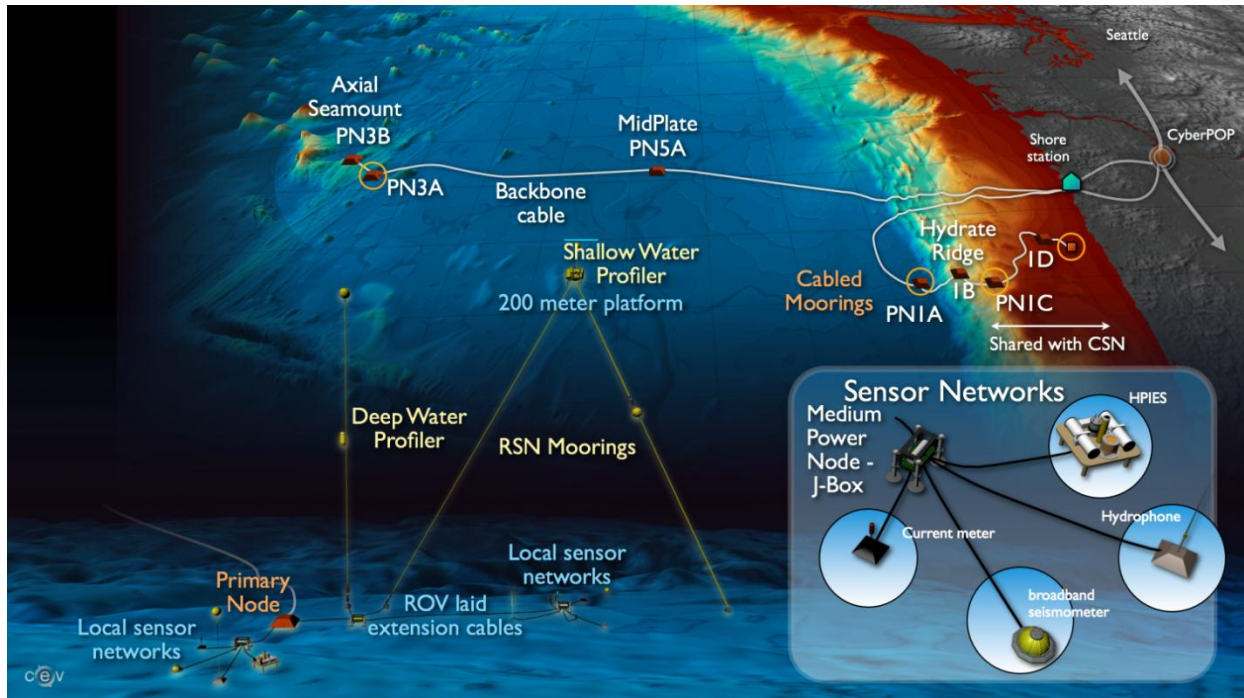 Seattle
Axial
Seamount
PN3B
PN3A
Backbone
cable
MidPlate
PN5A
Shore
station
CyberPOP
Hydrate
Ridge
1D
1B
PN1C
PN1A
Cabled
Moorings
Shared with CSN
Shallow Water
Profiler
200 meter platform
Deep Water
Profiler
RSN Moorings
Primary
Node
Local sensor
networks
ROV laid
extension cables
Local sensor
networks
Sensor Networks
Medium
Power
Node -
J-Box
HPIES
Current meter
Hydrophone
broadband
seismometer
cev